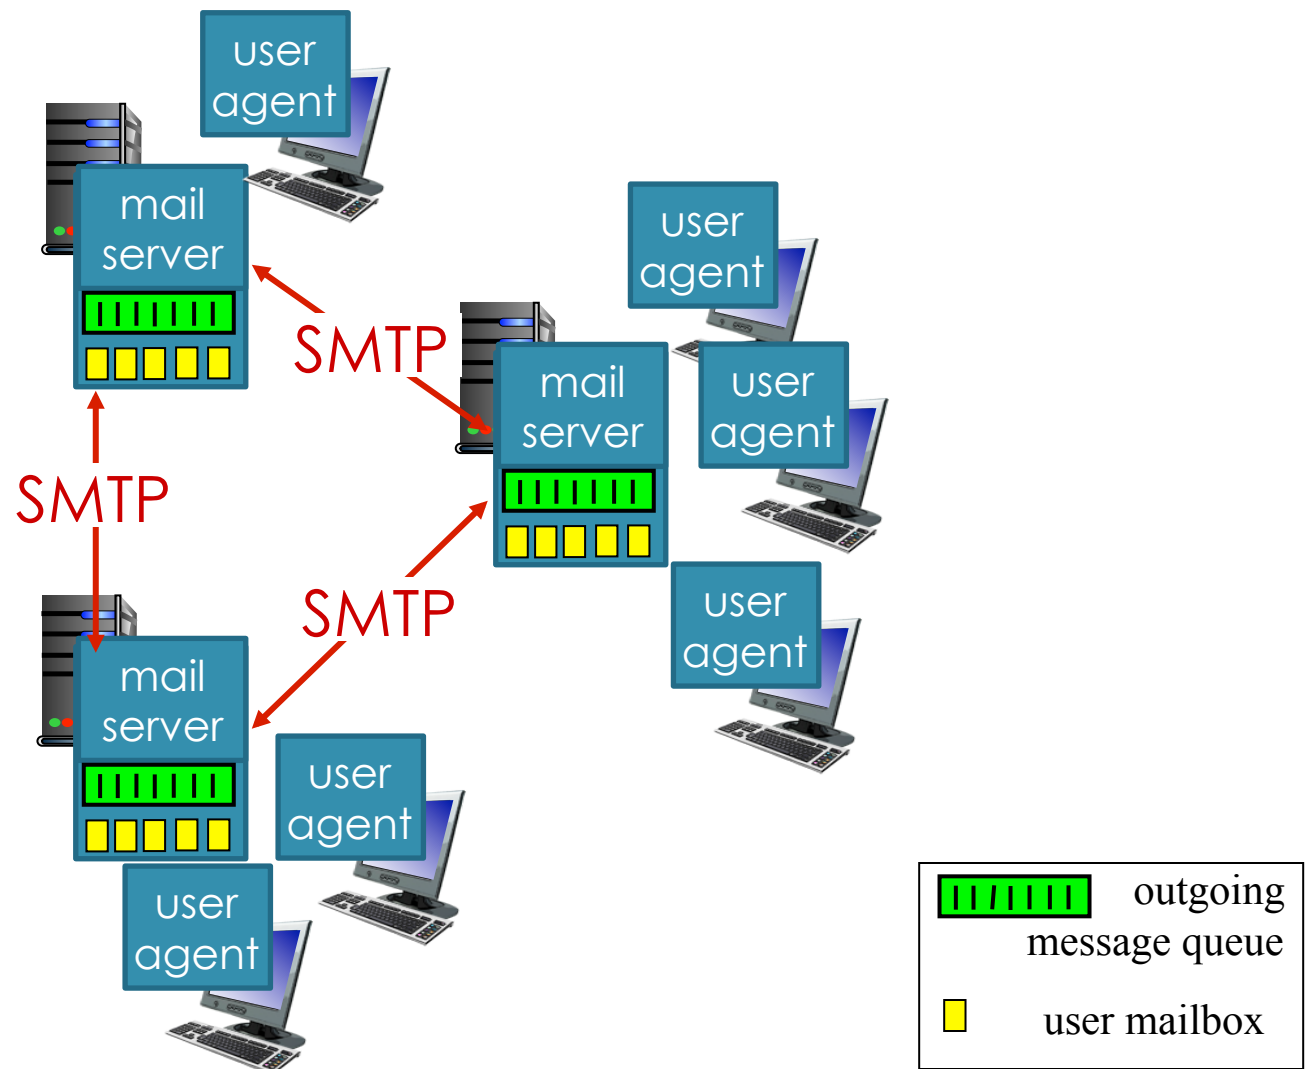 user
agent
mail
server
SMTP
user
agent
mail
server
user
agent
SMTP
SMTP
user
agent
mail
server
user
agent
user
agent
outgoing
message queue
user mailbox